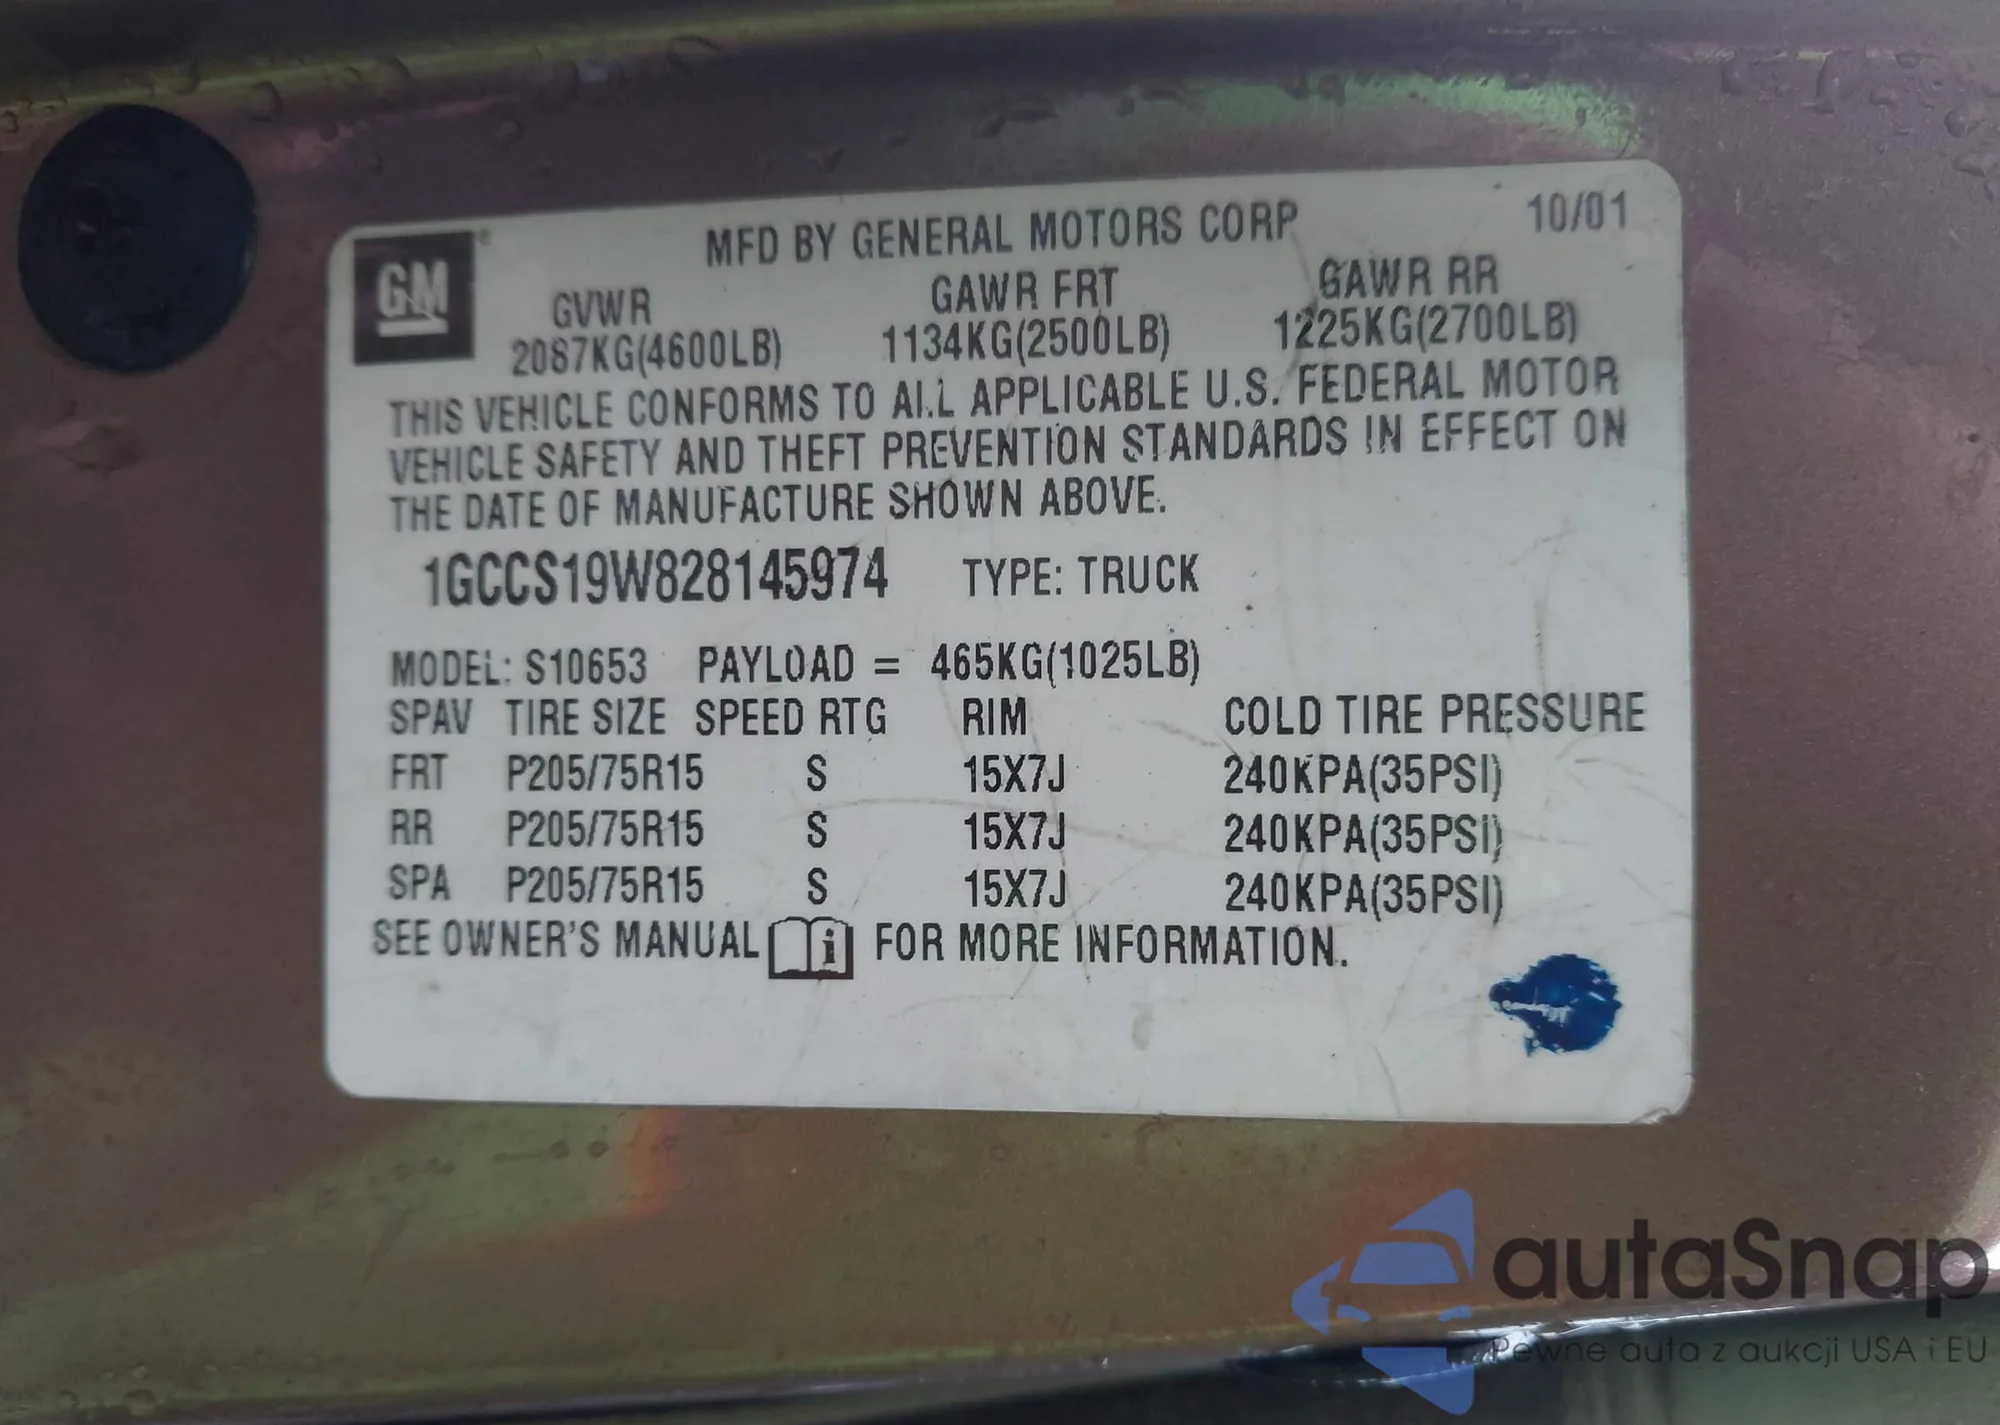 GM
MFD BY GENERAL MOTORS CORP 10/01
GVWR GAWR FRT GAWR RR
2087KG(4600LB) 1134KG(2500LB) 1225KG(2700LB)
THIS VEHICLE CONFORMS TO ALL APPLICABLE U.S. FEDERAL MOTOR
VEHICLE SAFETY AND THEFT PREVENTION STANDARDS IN EFFECT ON
THE DATE OF MANUFACTURE SHOWN ABOVE.
1GCCS19W828145974 TYPE: TRUCK
MODEL: S10653 PAYLOAD = 465KG(1025LB)
SPAV TIRE SIZE SPEED RTG RIM COLD TIRE PRESSURE
FRT P205/75R15 S 15X7J 240KPA(35PSI)
RR P205/75R15 S 15X7J 240KPA(35PSI)
SPA P205/75R15 S 15X7J 240KPA(35PSI)
SEE OWNER'S MANUAL FOR MORE INFORMATION.
autaSnap
Pewne auta z aukcji USA i EU